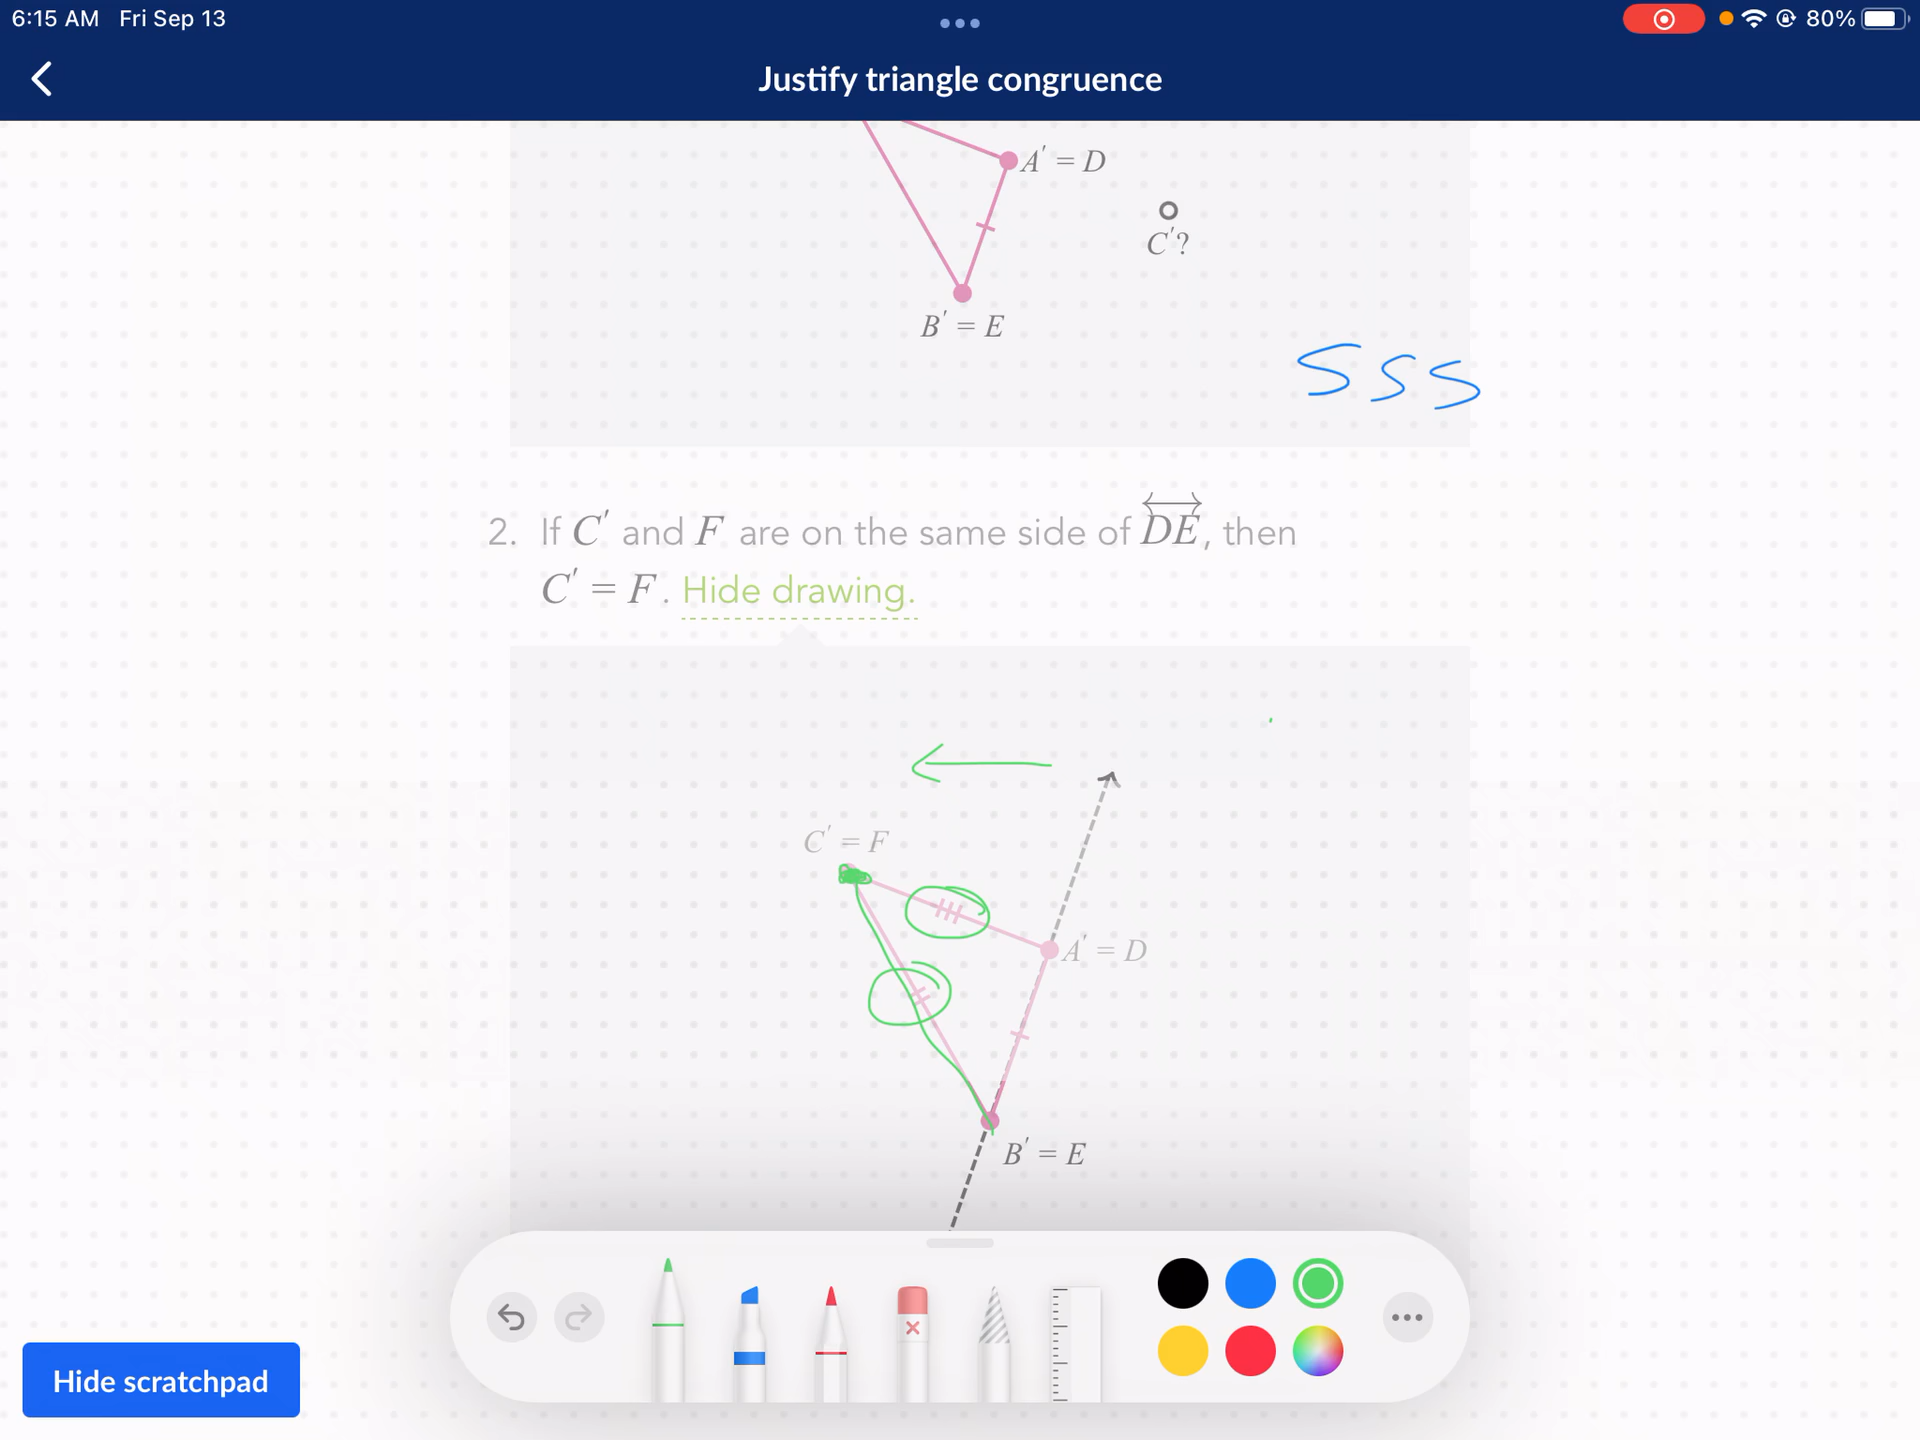 6:15 AM Fri Sep 13
80%
Justify triangle congruence
A′ = D
C′?
B′ = E
SSS
2. If C′ and F are on the same side of DE, then
C′ = F. Hide drawing.
C′ = F
A′ = D
B′ = E
Hide scratchpad